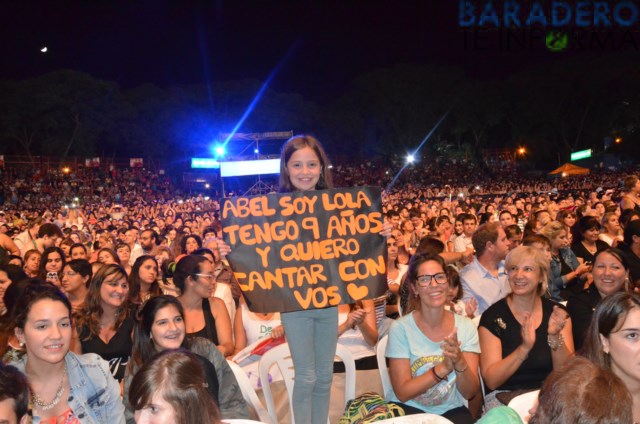 BARADERO
TE INFORMA
ABEL SOY LOLA
TENGO 9 AÑOS
Y QUIERO
CANTAR CON
VOS